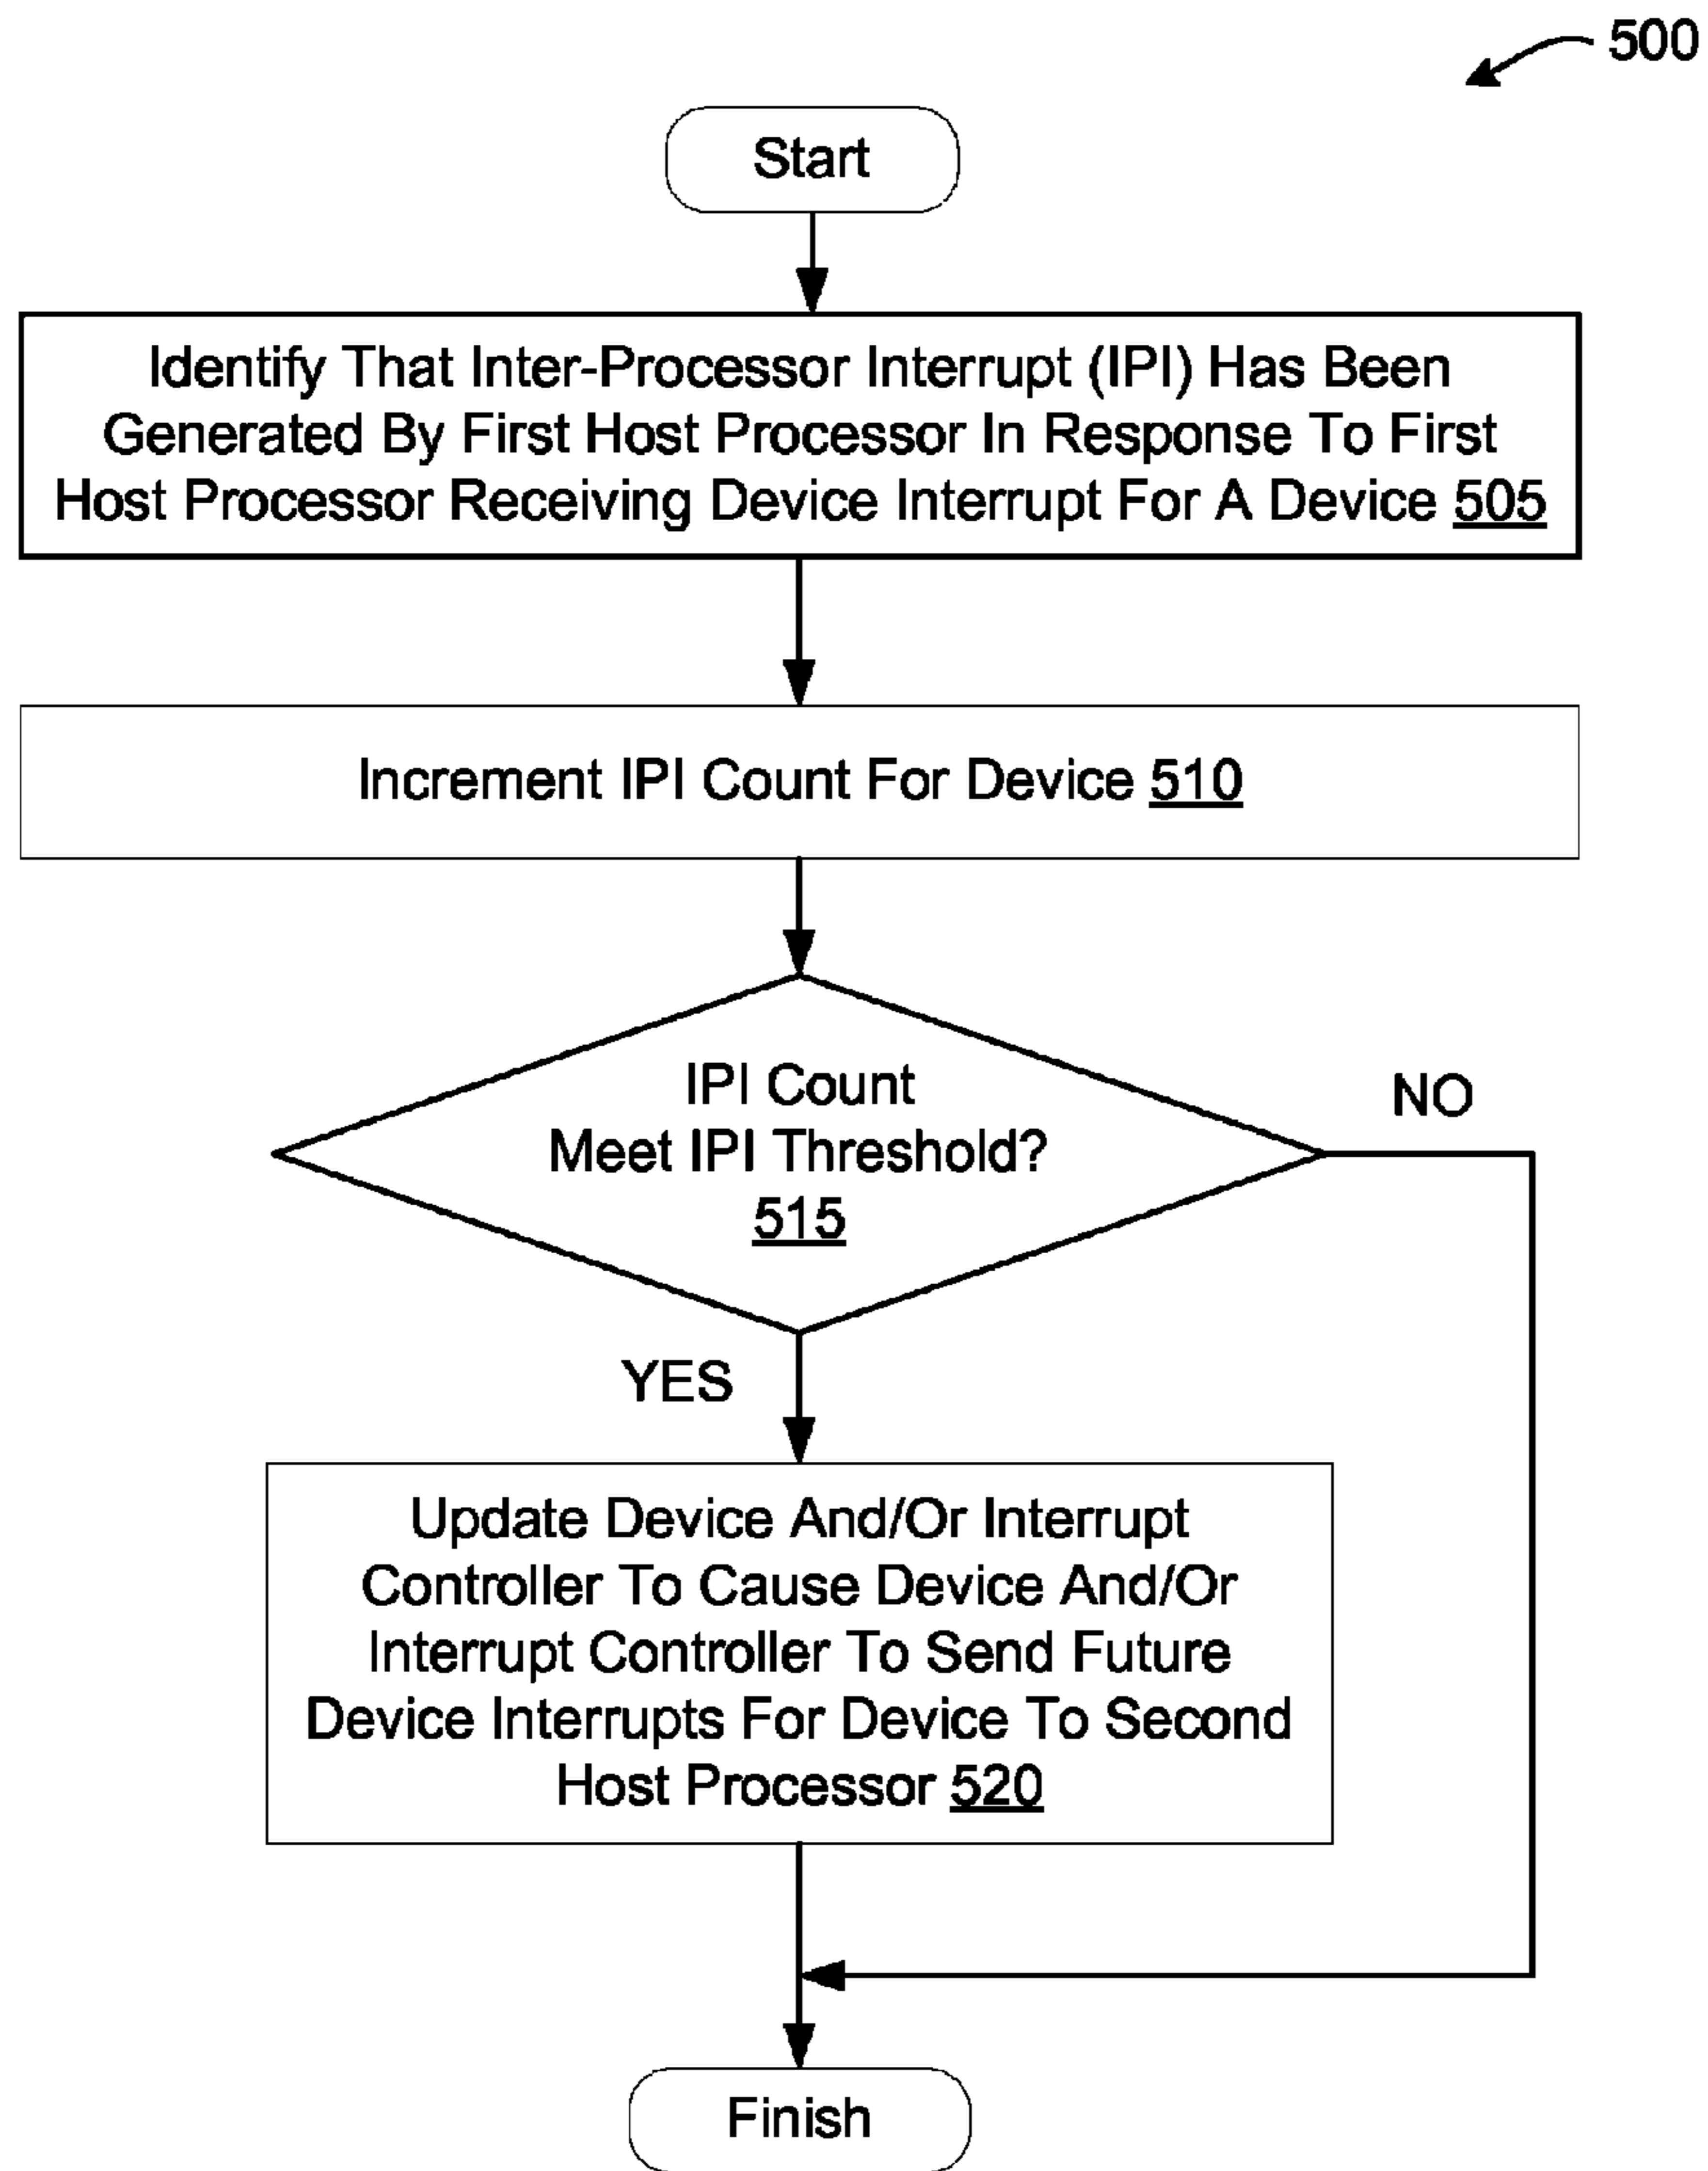 500
Start
Identify That Inter-Processor Interrupt (IPI) Has Been
Generated By First Host Processor In Response To First
Host Processor Receiving Device Interrupt For A Device 505
Increment IPI Count For Device 510
IPI Count
Meet IPI Threshold?
515
NO
YES
Update Device And/Or Interrupt
Controller To Cause Device And/Or
Interrupt Controller To Send Future
Device Interrupts For Device To Second
Host Processor 520
Finish